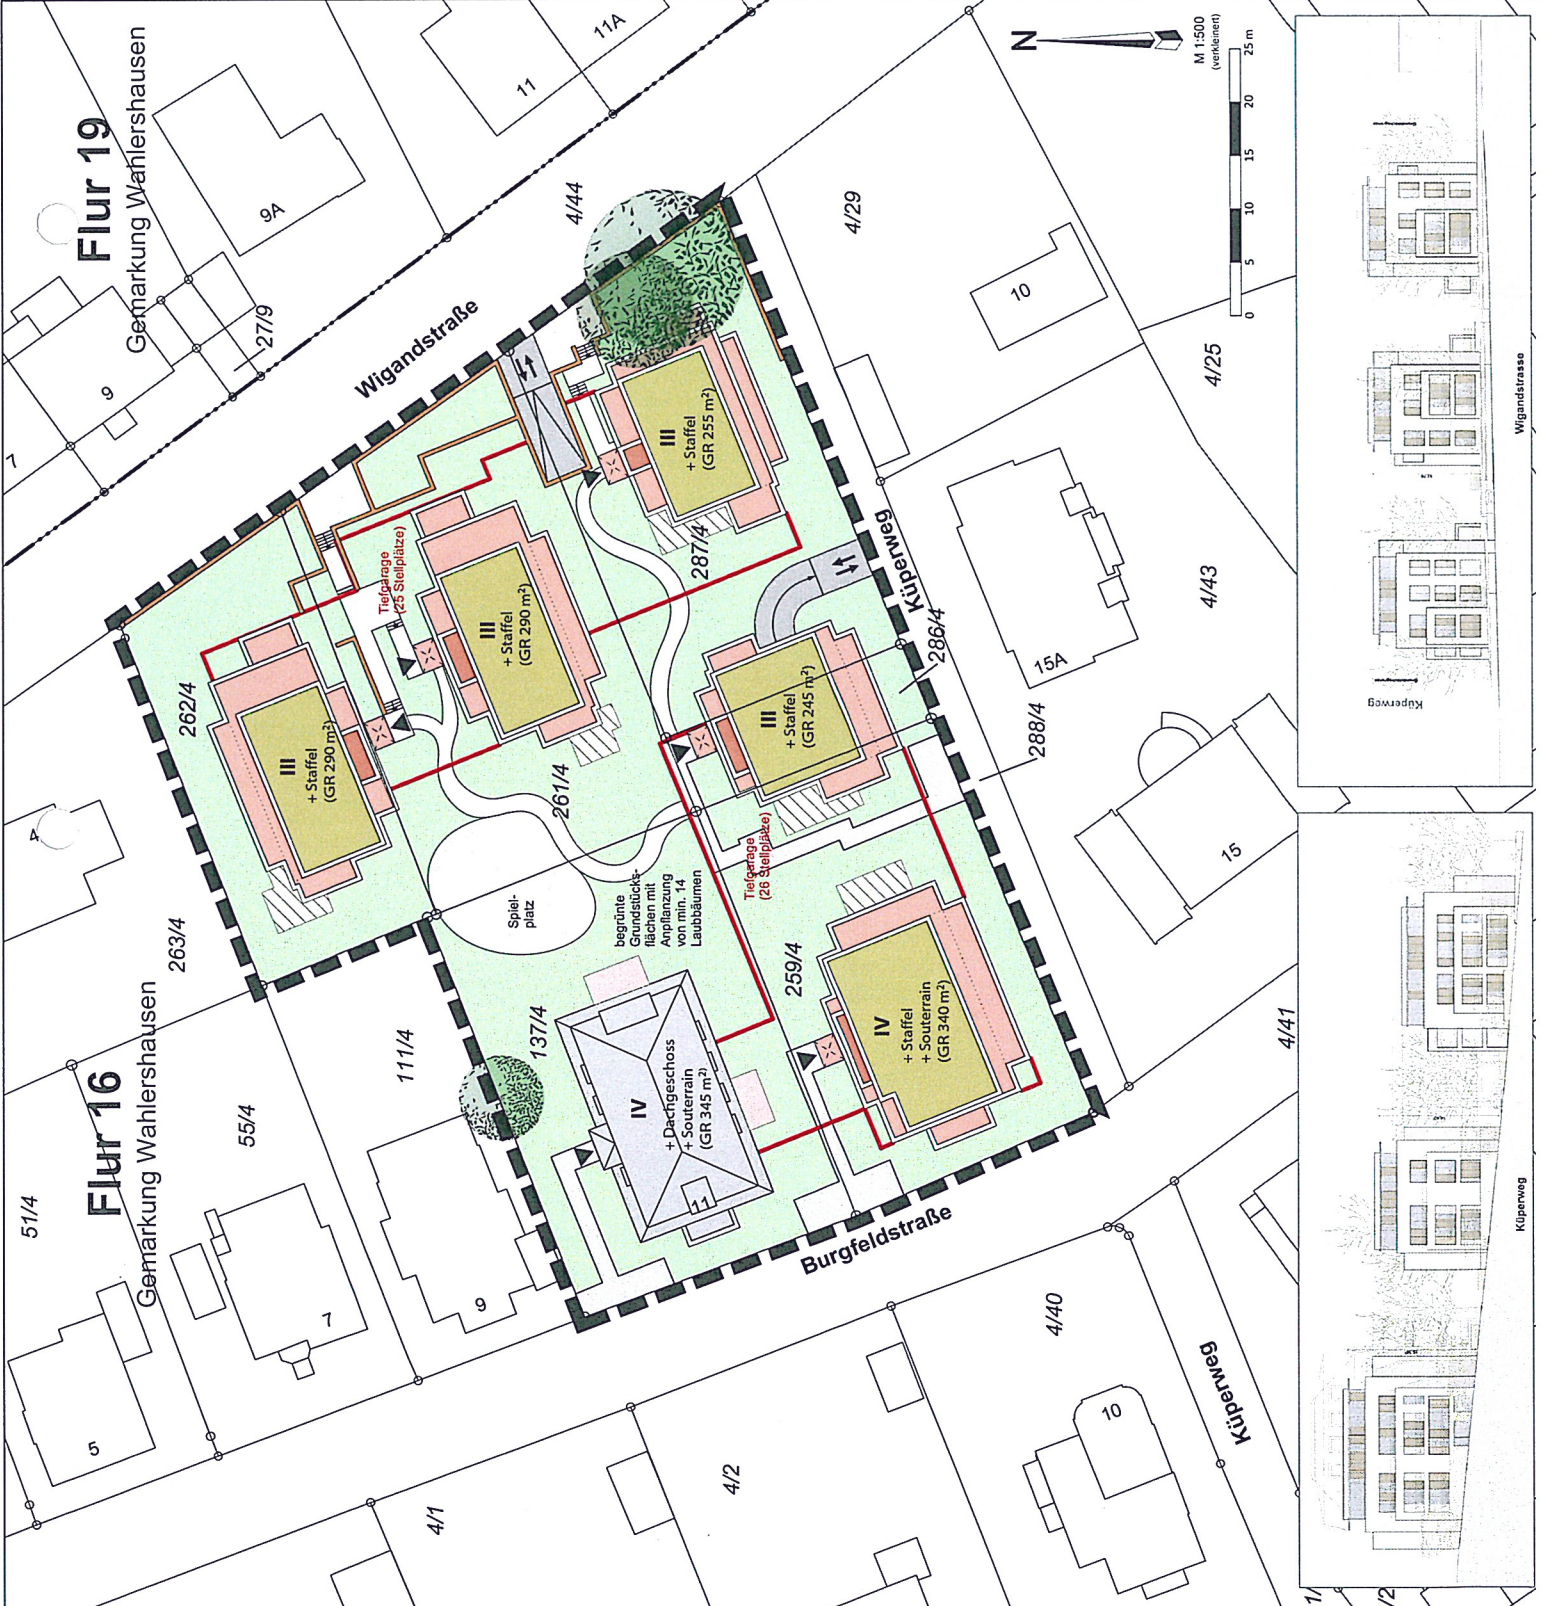 Flur 19
Gemarkung Wahlershausen
Flur 16
Gemarkung Wahlershausen
N
M 1:500
(verkleinert)
0
5
10
15
20
25 m
Wigandstraße
Burgfeldstraße
Küperweg
Küperweg
7
9
9A
11
11A
27/9
4/44
4/29
10
4/25
4/43
15A
288/4
286/4
287/4
15
4/41
262/4
263/4
261/4
259/4
137/4
111/4
55/4
51/4
4
5
7
9
11
4/1
4/2
4/40
10
1/
/2
III
+ Staffel
(GR 290 m²)
III
+ Staffel
(GR 290 m²)
III
+ Staffel
(GR 255 m²)
III
+ Staffel
(GR 245 m²)
IV
+ Staffel
+ Souterrain
(GR 340 m²)
IV
+ Dachgeschoss
+ Souterrain
(GR 345 m²)
Tiefgarage
(25 Stellplätze)
Tiefgarage
(26 Stellplätze)
Spiel-
platz
begrünte
Grundstücks-
flächen mit
Anpflanzung
von min. 14
Laubbäumen
Küperweg
Wigandstrasse
Küperweg